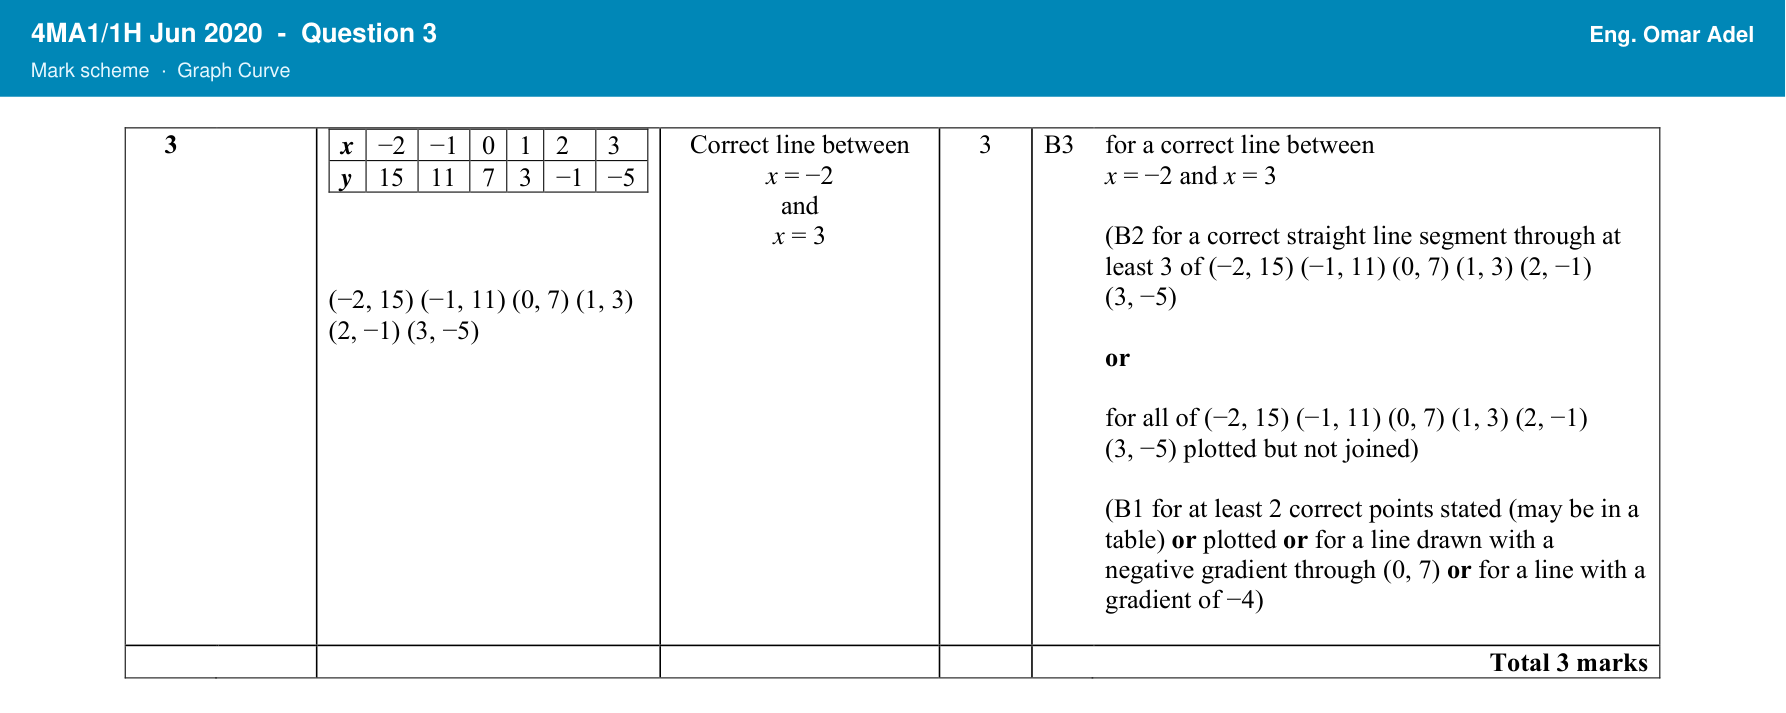 4MA1/1H Jun 2020 - Question 3
Eng. Omar Adel
Mark scheme · Graph Curve
3
x −2 −1 0 1 2 3
y 15 11 7 3 −1 −5
(−2, 15) (−1, 11) (0, 7) (1, 3)
(2, −1) (3, −5)
Correct line between
x = −2
and
x = 3
3
B3 for a correct line between
x = −2 and x = 3
(B2 for a correct straight line segment through at
least 3 of (−2, 15) (−1, 11) (0, 7) (1, 3) (2, −1)
(3, −5)
or
for all of (−2, 15) (−1, 11) (0, 7) (1, 3) (2, −1)
(3, −5) plotted but not joined)
(B1 for at least 2 correct points stated (may be in a
table) or plotted or for a line drawn with a
negative gradient through (0, 7) or for a line with a
gradient of −4)
Total 3 marks